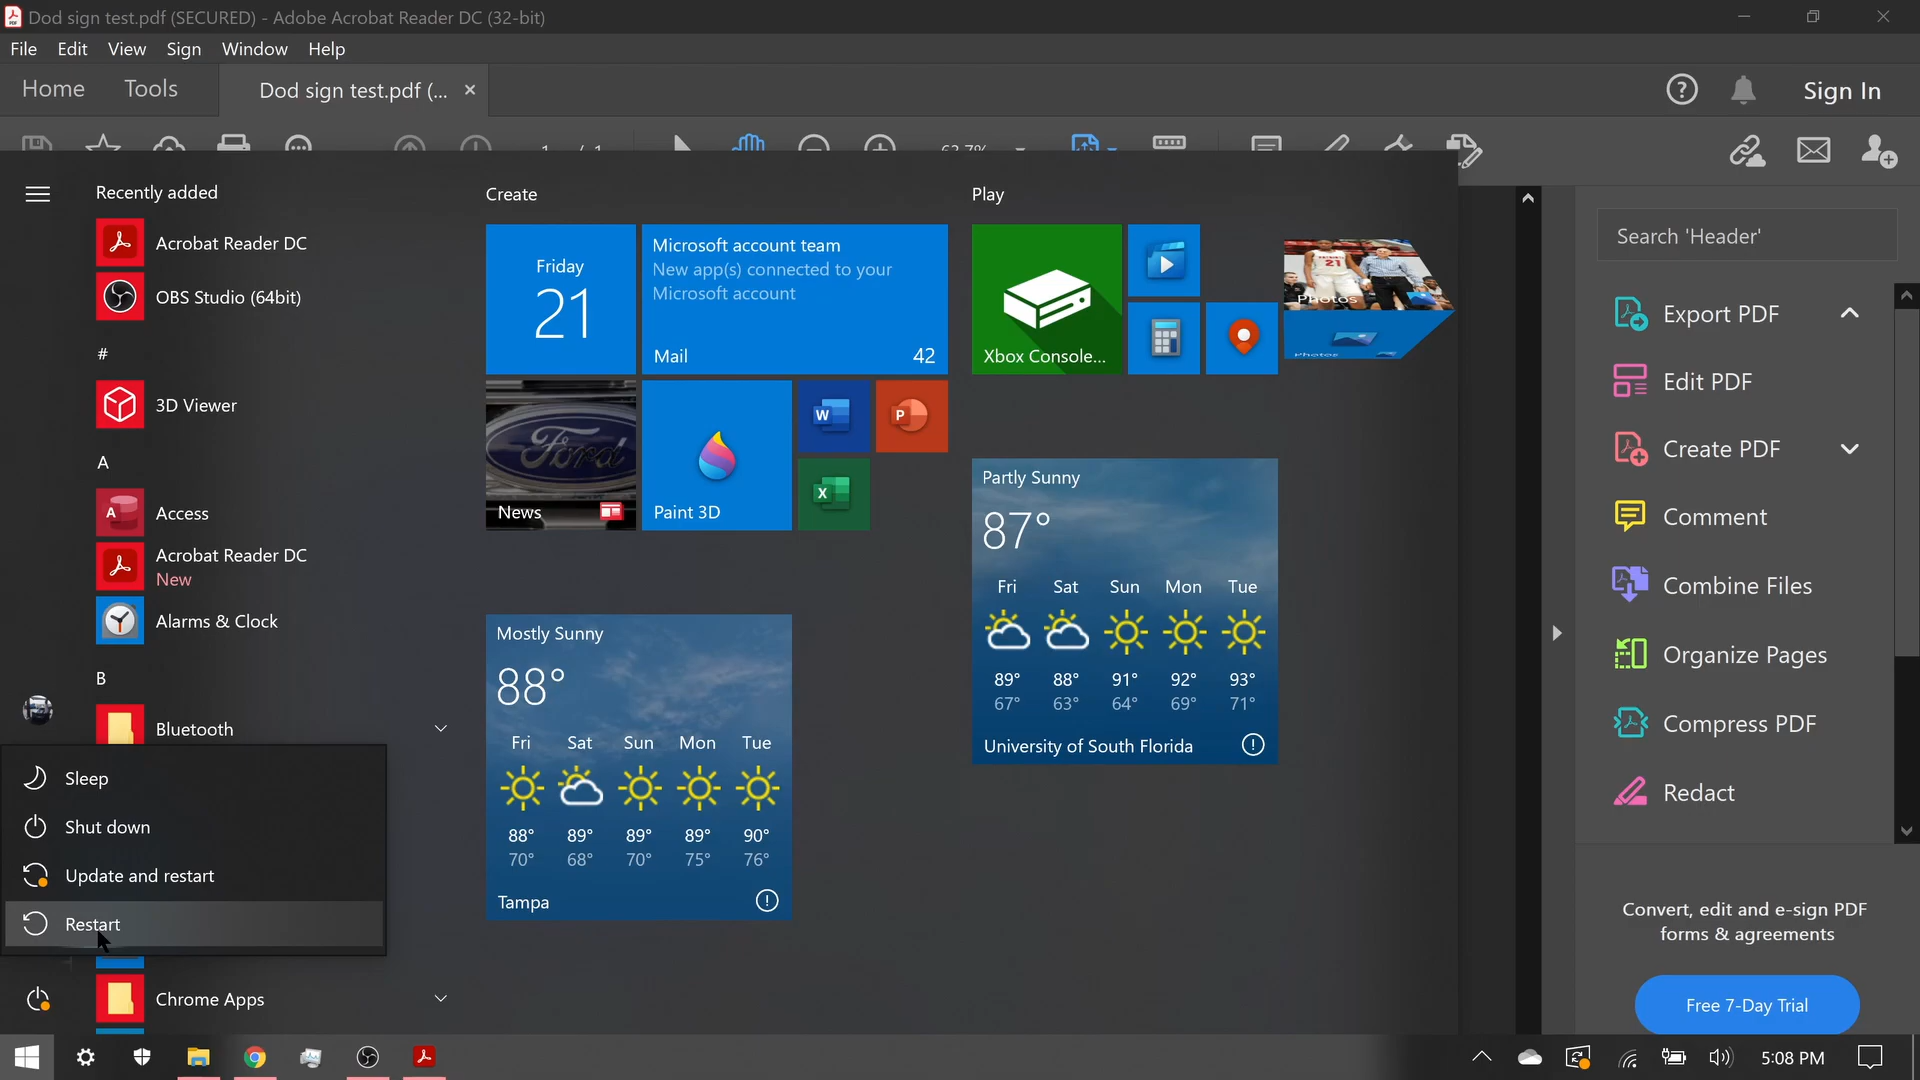 Dod sign test.pdf (SECURED) - Adobe Acrobat Reader DC (32-bit)
File Edit View Sign Window Help
Home Tools Dod sign test.pdf (... × Sign In
Recently added
Acrobat Reader DC
OBS Studio (64bit)
#
3D Viewer
A
Access
Acrobat Reader DC
New
Alarms & Clock
B
Bluetooth
Sleep
Shut down
Update and restart
Restart
Chrome Apps
Create
Friday
21
Microsoft account team
New app(s) connected to your
Microsoft account
Mail 42
Ford
News
Paint 3D
W
P
X
Mostly Sunny
88°
Fri Sat Sun Mon Tue
88° 89° 89° 89° 90°
70° 68° 70° 75° 76°
Tampa
Play
Xbox Console...
21
Photos
Photos
Partly Sunny
87°
Fri Sat Sun Mon Tue
89° 88° 91° 92° 93°
67° 63° 64° 69° 71°
University of South Florida
Search 'Header'
Export PDF
Edit PDF
Create PDF
Comment
Combine Files
Organize Pages
Compress PDF
Redact
Convert, edit and e-sign PDF
forms & agreements
Free 7-Day Trial
5:08 PM